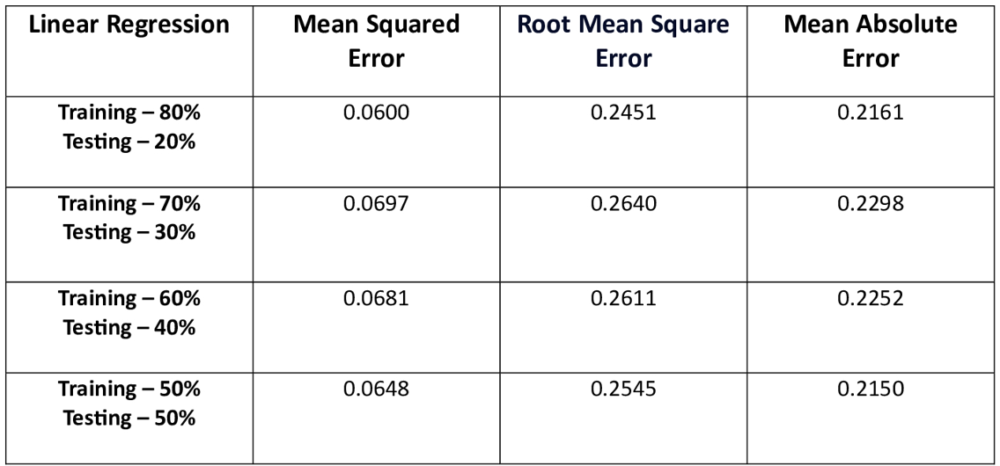 Linear Regression
Mean Squared
Error
Root Mean Square
Error
Mean Absolute
Error
Training – 80%
Testing – 20%
0.0600
0.2451
0.2161
Training – 70%
Testing – 30%
0.0697
0.2640
0.2298
Training – 60%
Testing – 40%
0.0681
0.2611
0.2252
Training – 50%
Testing – 50%
0.0648
0.2545
0.2150